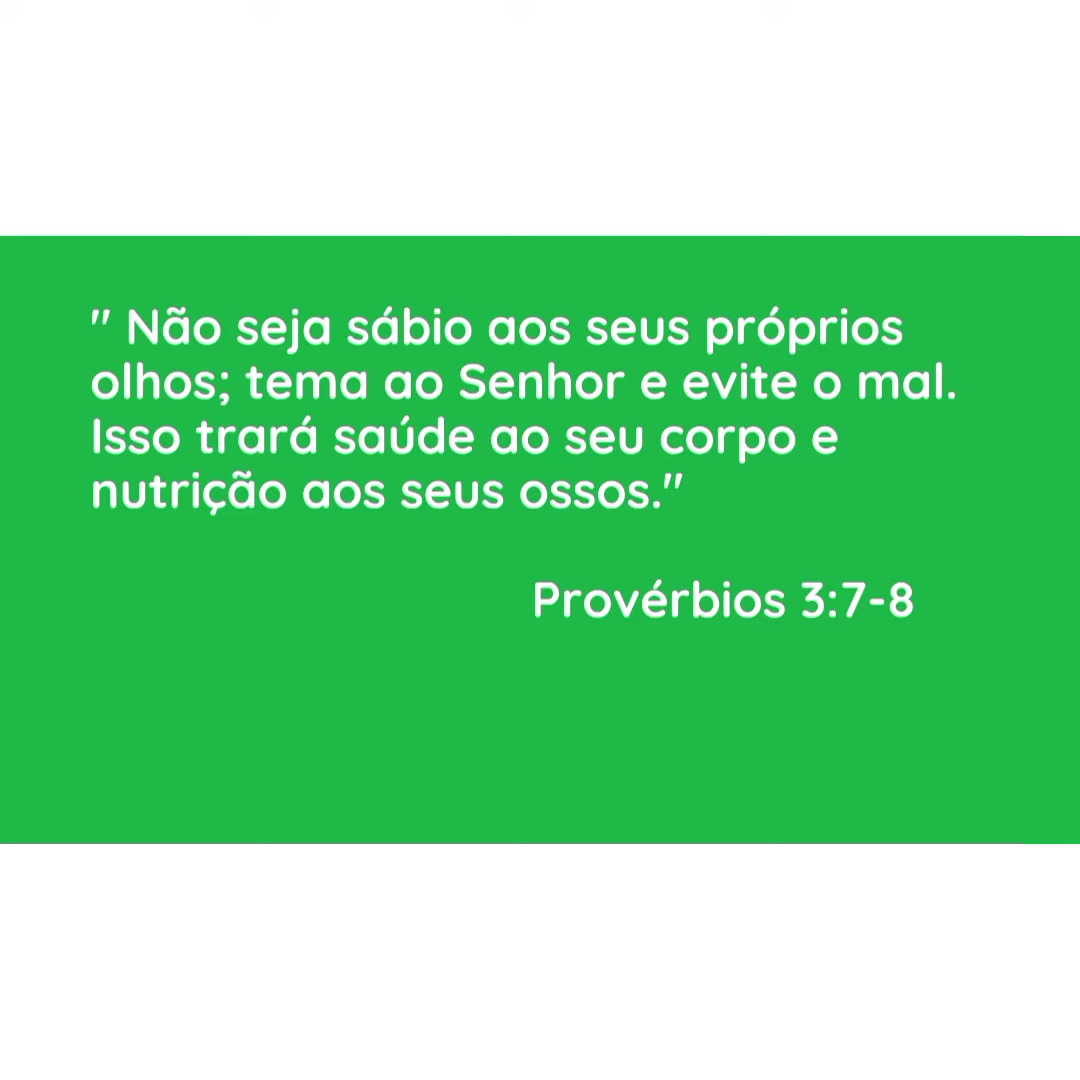 " Não seja sábio aos seus próprios
olhos; tema ao Senhor e evite o mal.
Isso trará saúde ao seu corpo e
nutrição aos seus ossos."
Provérbios 3:7-8